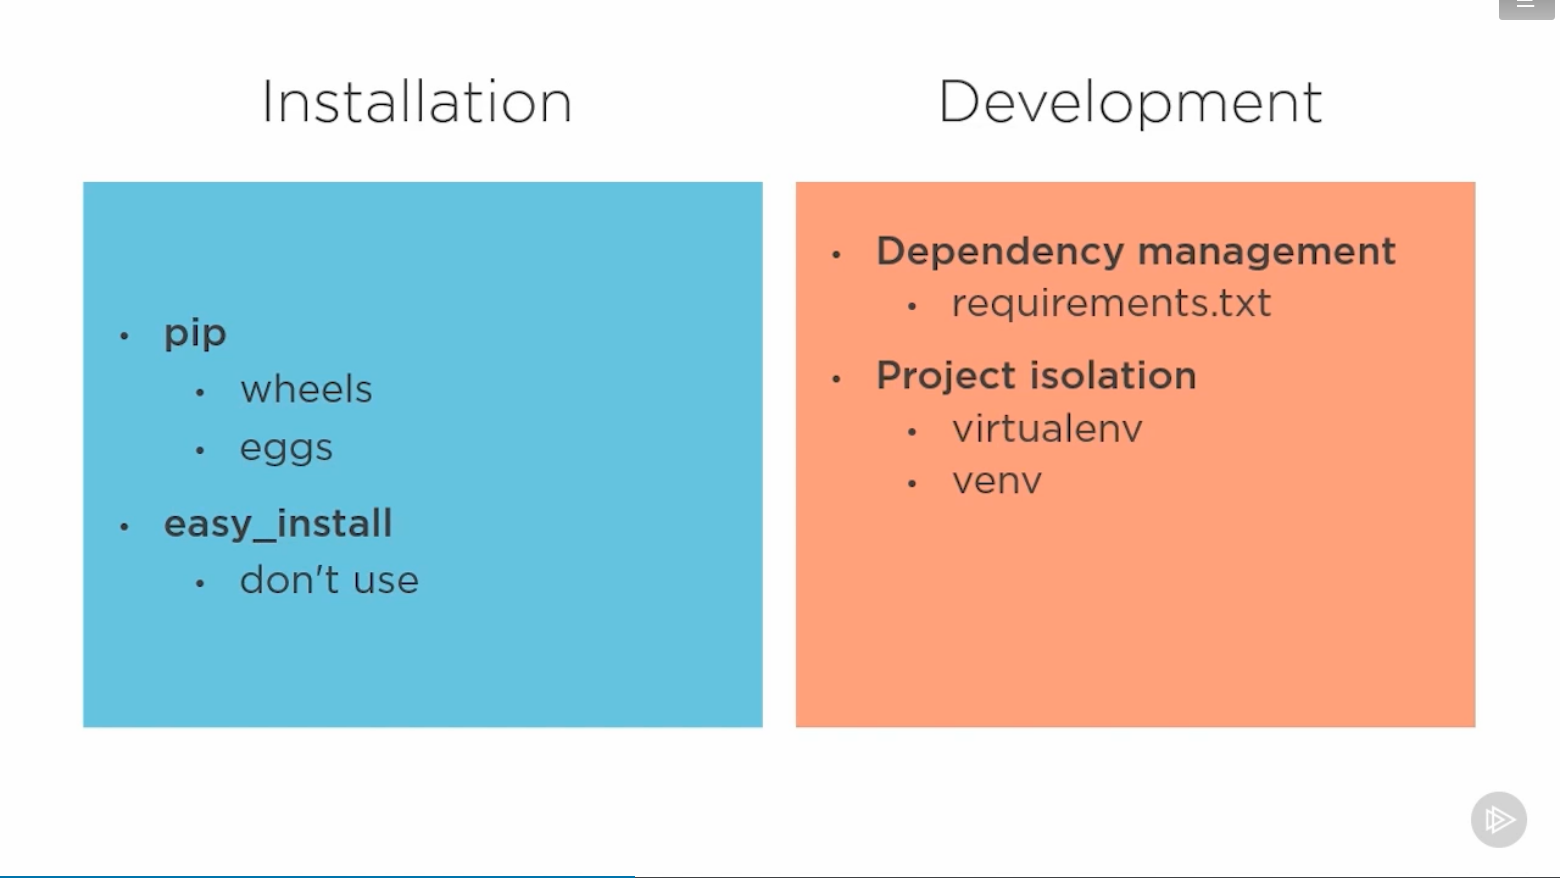 Installation
pip
wheels
eggs
easy_install
don't use
Development
Dependency management
requirements.txt
Project isolation
virtualenv
venv